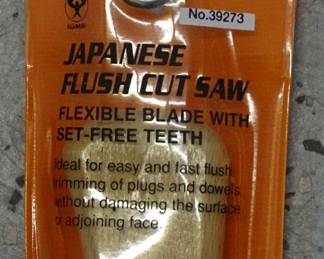 No.39273
JAPANESE
FLUSH CUT SAW
FLEXIBLE BLADE WITH
SET-FREE TEETH
Ideal for easy and fast flush
trimming of plugs and dowels
without damaging the surface
or adjoining face.